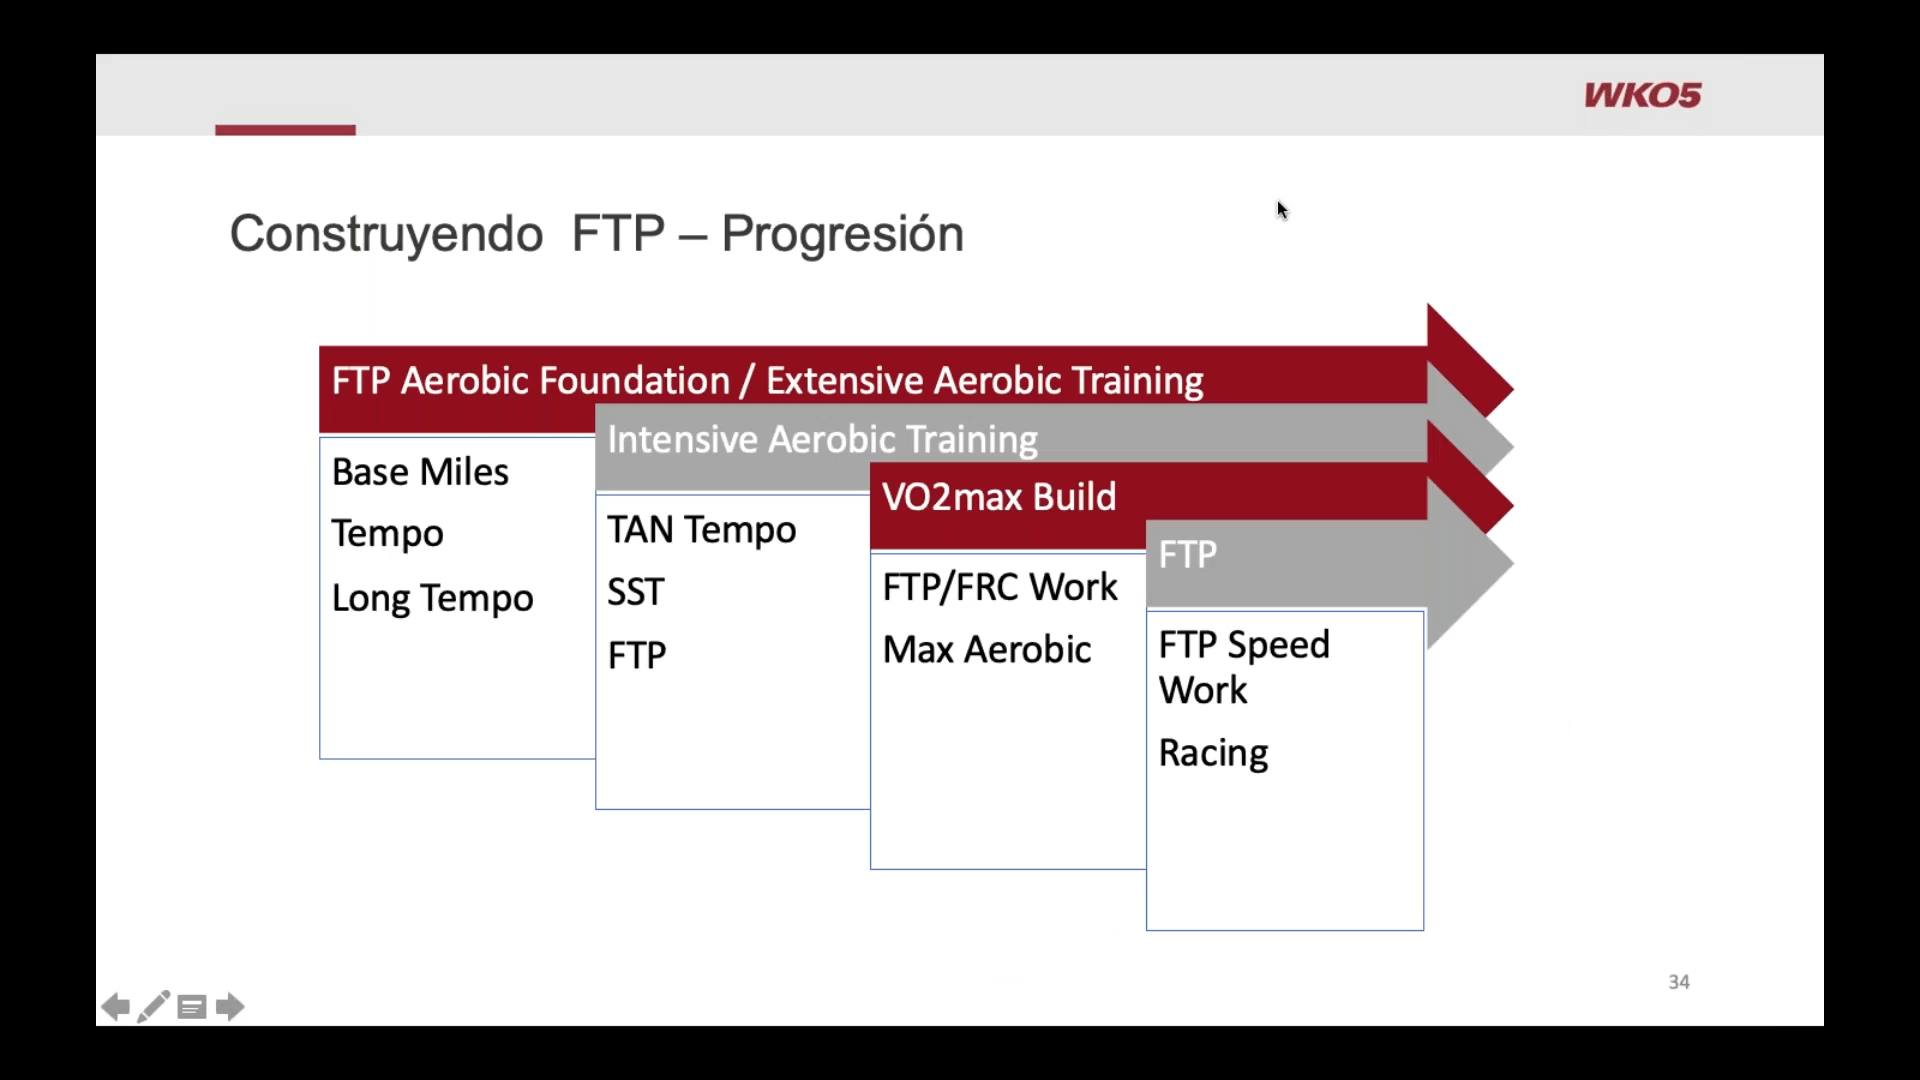 WKO5
Construyendo  FTP – Progresión
FTP Aerobic Foundation / Extensive Aerobic Training
Base Miles
Tempo
Long Tempo
Intensive Aerobic Training
TAN Tempo
SST
FTP
VO2max Build
FTP/FRC Work
Max Aerobic
FTP
FTP Speed
Work
Racing
34